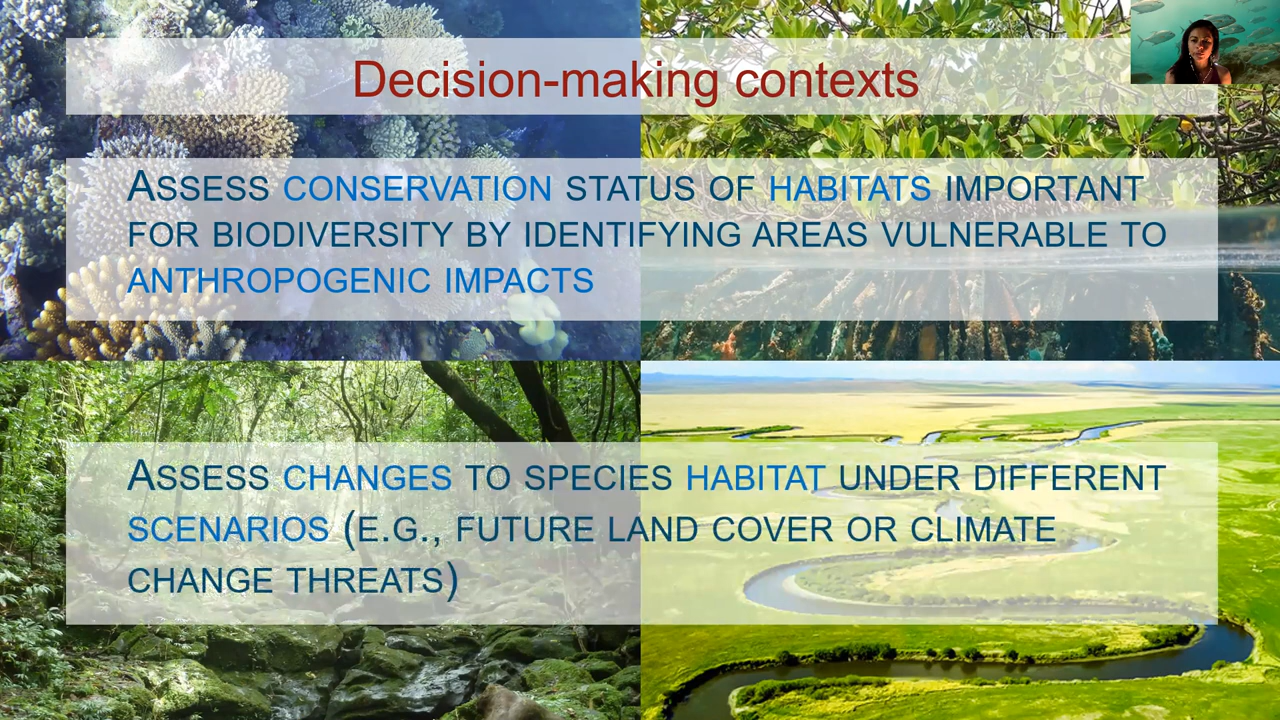 Decision-making contexts
ASSESS CONSERVATION STATUS OF HABITATS IMPORTANT
FOR BIODIVERSITY BY IDENTIFYING AREAS VULNERABLE TO
ANTHROPOGENIC IMPACTS
ASSESS CHANGES TO SPECIES HABITAT UNDER DIFFERENT
SCENARIOS (E.G., FUTURE LAND COVER OR CLIMATE
CHANGE THREATS)